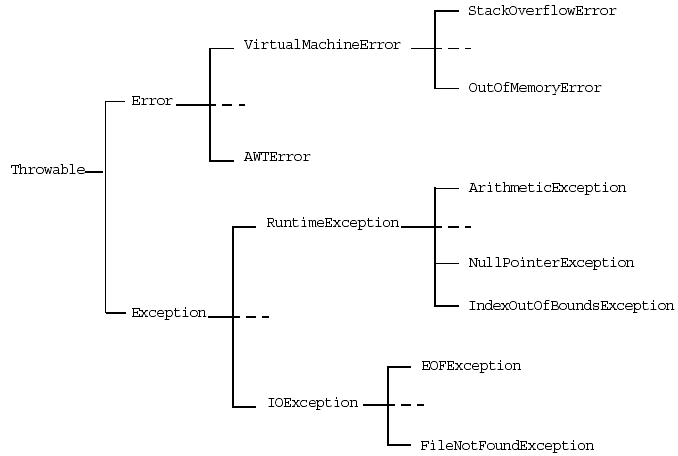 StackOverflowError
VirtualMachineError
OutOfMemoryError
Error
AWTError
Throwable
ArithmeticException
RuntimeException
NullPointerException
IndexOutOfBoundsException
Exception
EOFException
IOException
FileNotFoundException